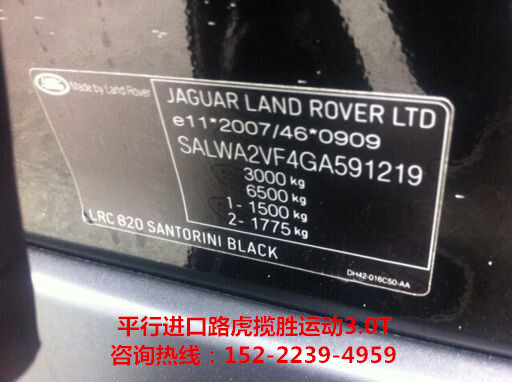 Made by Land Rover
JAGUAR LAND ROVER LTD
e11*2007/46*0909
SALWA2VF4GA591219
3000 kg
6500 kg
1- 1500 kg
2- 1775 kg
LRC 820 SANTORINI BLACK
DH42-016C50-AA
平行进口路虎揽胜运动3.0T
咨询热线：152-2239-4959